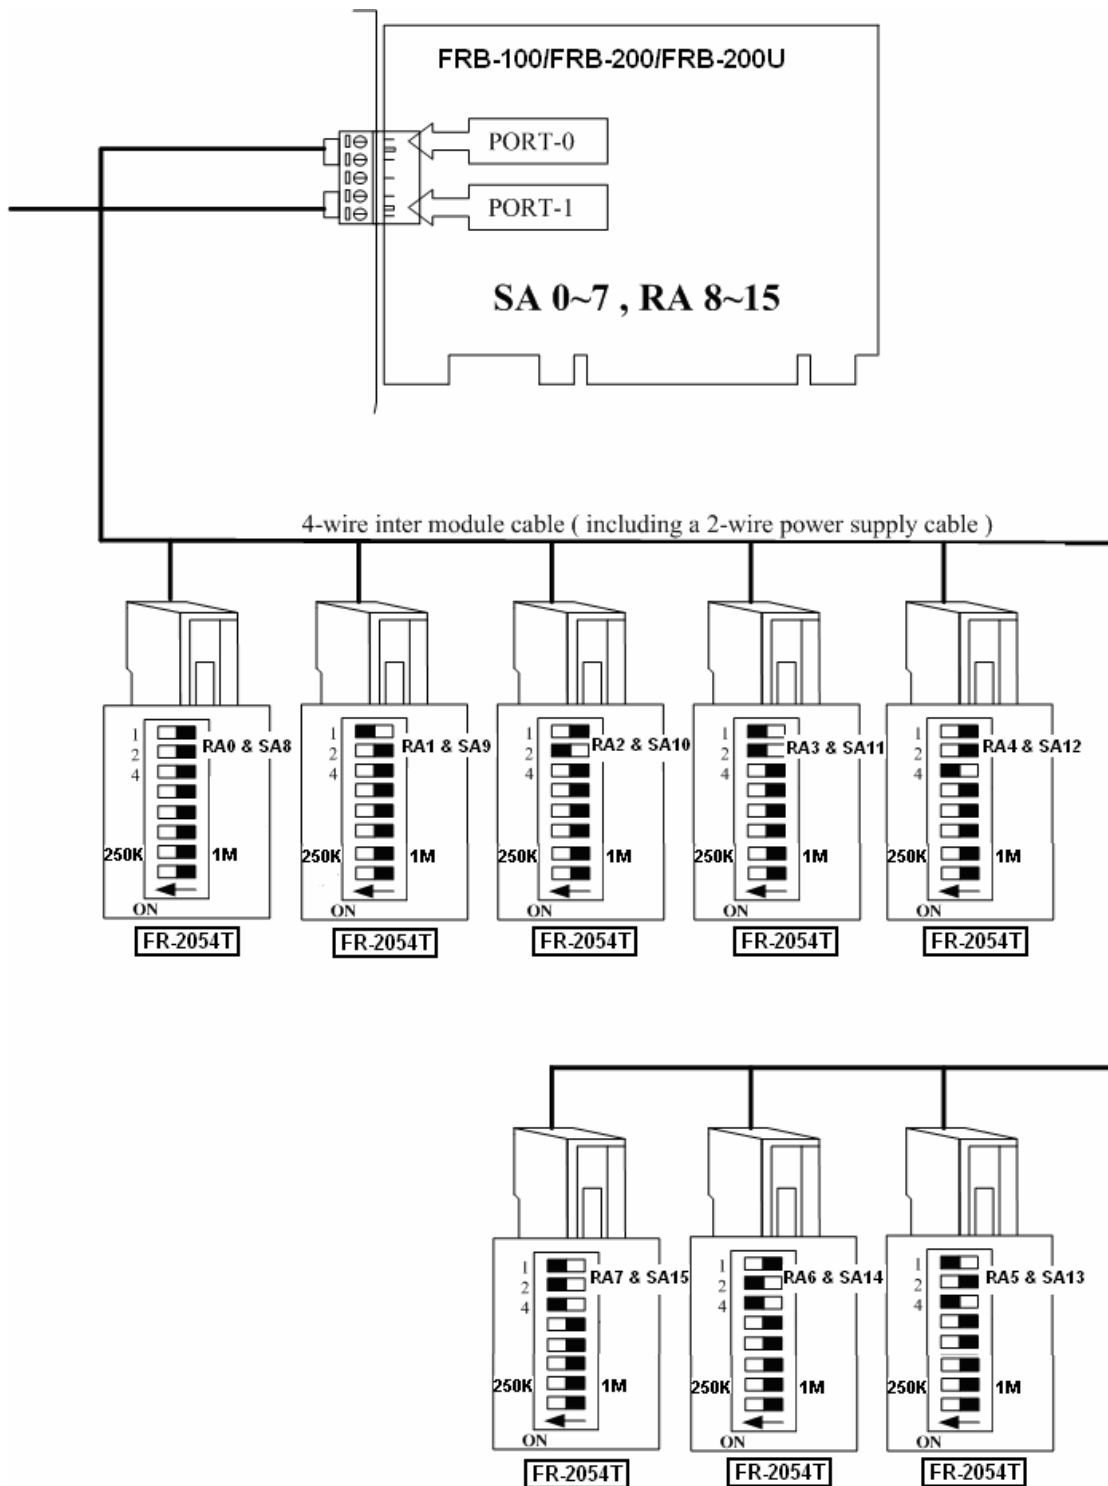 FRB-100/FRB-200/FRB-200U
PORT-0
PORT-1
SA 0~7 , RA 8~15
4-wire inter module cable ( including a 2-wire power supply cable )
1
2
4
RA0 & SA8
250K
1M
ON
FR-2054T
1
2
4
RA1 & SA9
250K
1M
ON
FR-2054T
1
2
4
RA2 & SA10
250K
1M
ON
FR-2054T
1
2
4
RA3 & SA11
250K
1M
ON
FR-2054T
1
2
4
RA4 & SA12
250K
1M
ON
FR-2054T
1
2
4
RA7 & SA15
250K
1M
ON
FR-2054T
1
2
4
RA6 & SA14
250K
1M
ON
FR-2054T
1
2
4
RA5 & SA13
250K
1M
ON
FR-2054T